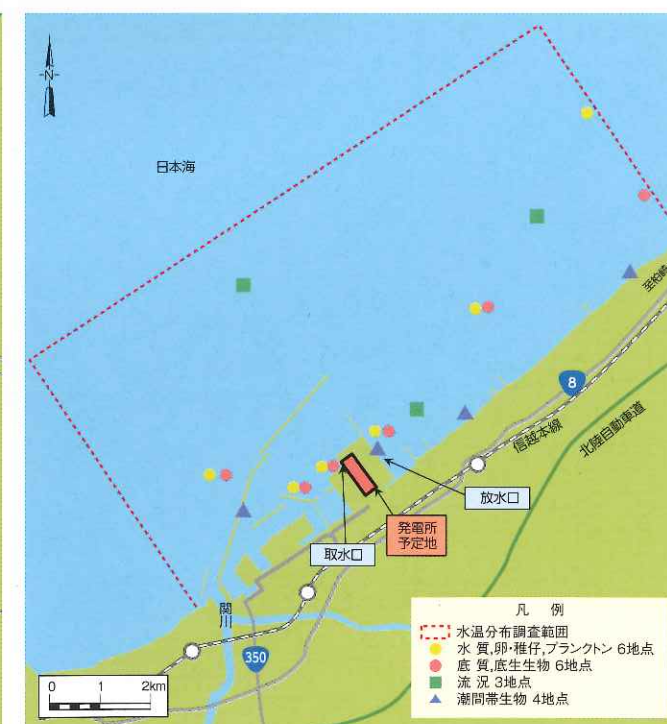 N
日本海
至柏崎
8
信越本線
北陸自動車道
放水口
発電所
予定地
取水口
関川
350
0 1 2km
凡 例
水温分布調査範囲
水 質,卵・稚仔,プランクトン 6地点
底 質,底生生物 6地点
流 況 3地点
潮間帯生物 4地点